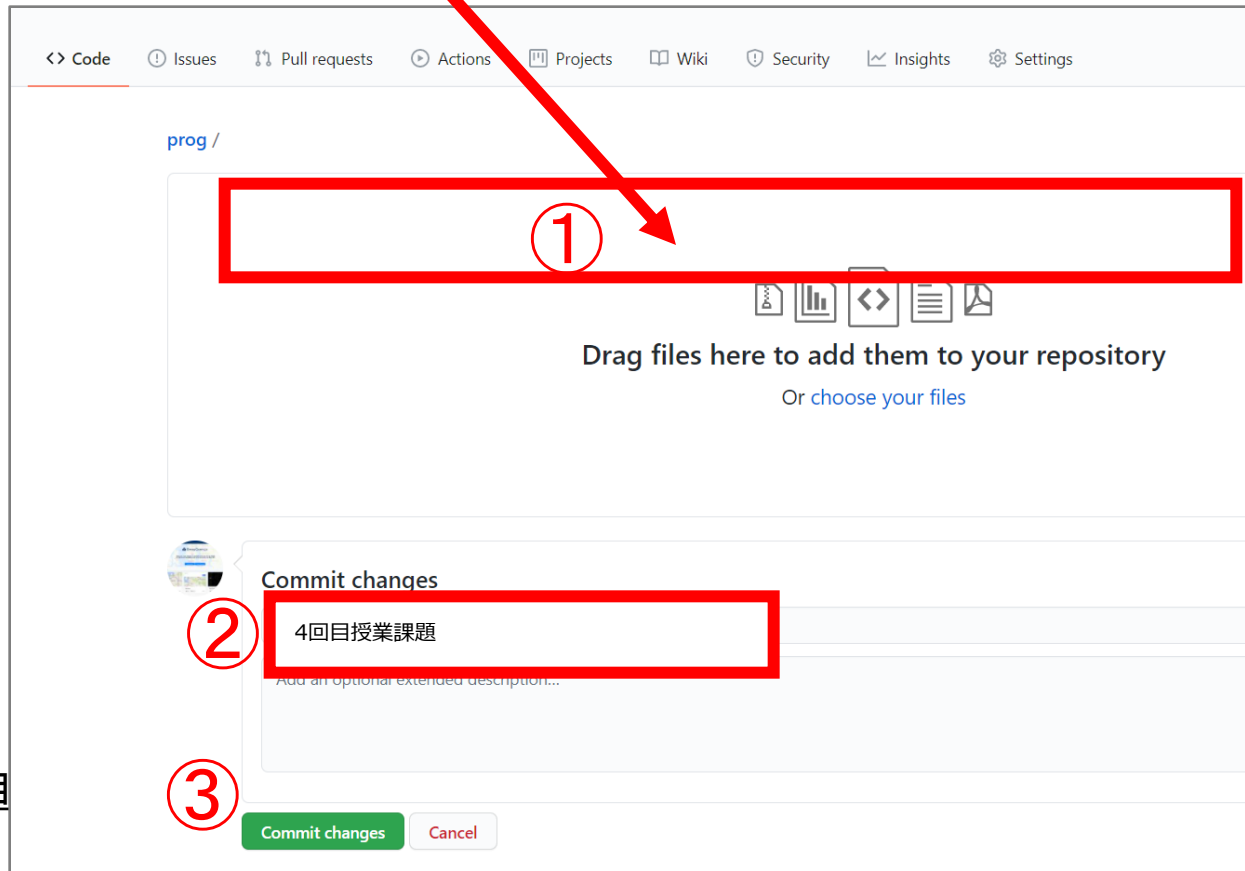 <> Code Issues Pull requests Actions Projects Wiki Security Insights Settings
prog /
①
Drag files here to add them to your repository
Or choose your files
Commit changes
② 4回目授業課題
Add an optional extended description...
③
Commit changes Cancel